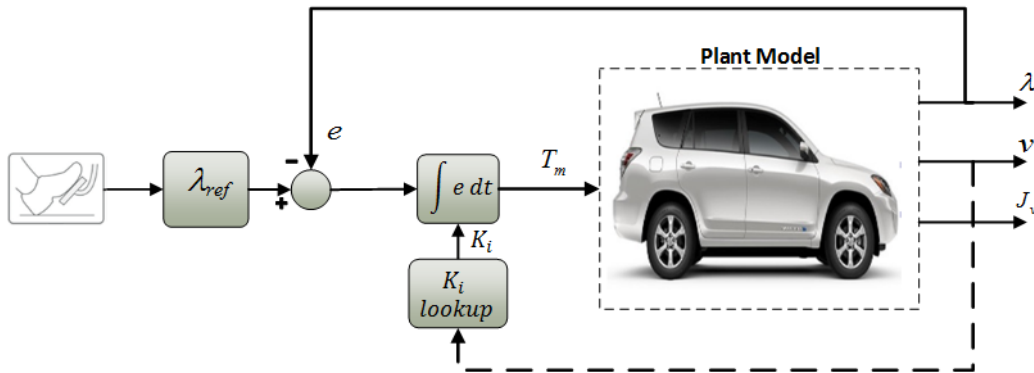 Plant Model
λ
e
v
λref
-
+
∫ e dt
Tm
Ki
Ki
lookup